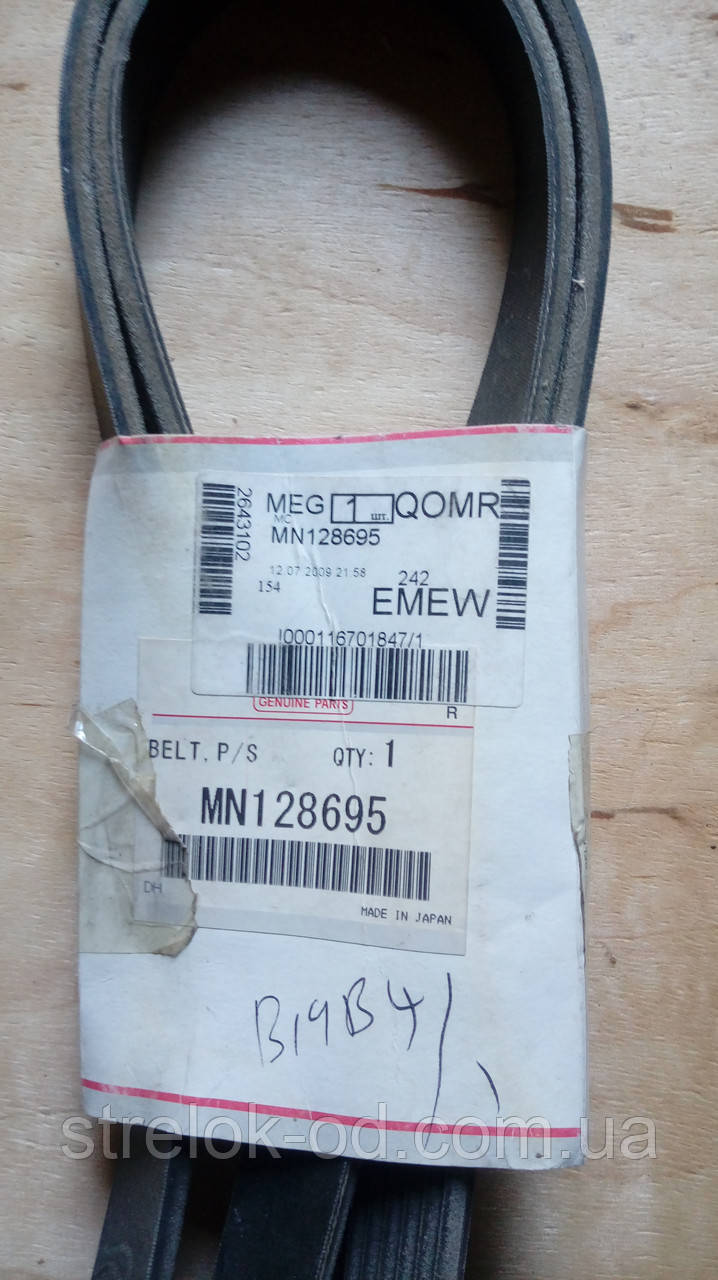 2643102
MEG 1 шт. QOMR
MC
MN128695
12 07 2009 21 58
242
154
EMEW
I000116701847/1
GENUINE PARTS
R
BELT, P/S QTY: 1
MN128695
DH
MADE IN JAPAN
B19B4/
strelok-od.com.ua